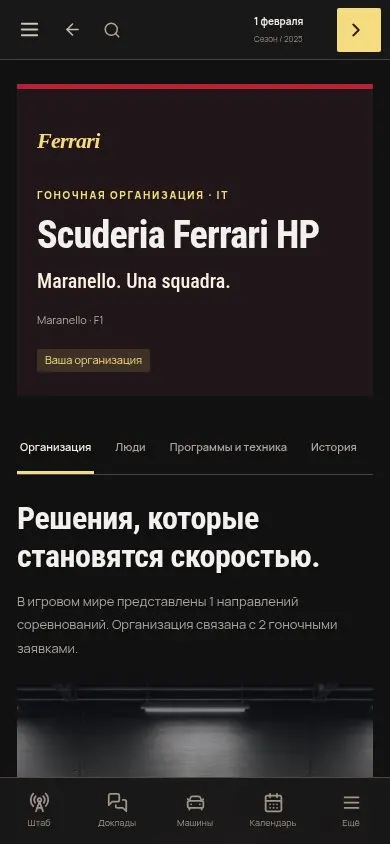 1 февраля
Сезон / 2025
Ferrari
ГОНОЧНАЯ ОРГАНИЗАЦИЯ · IT
Scuderia Ferrari HP
Maranello. Una squadra.
Maranello · F1
Ваша организация
Организация Люди Программы и техника История
Решения, которые
становятся скоростью.
В игровом мире представлены 1 направлений
соревнований. Организация связана с 2 гоночными
заявками.
Штаб Доклады Машины Календарь Ещё